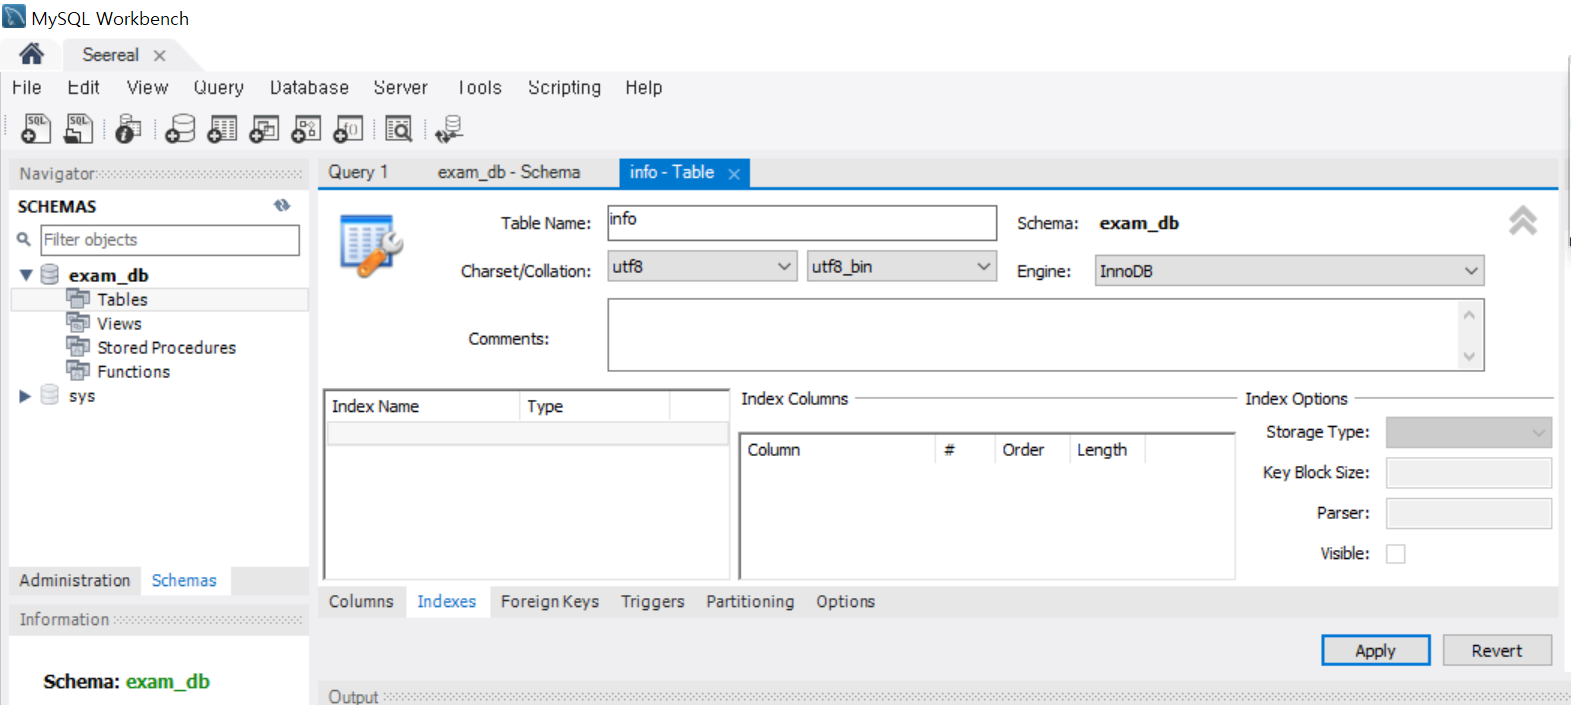 MySQL Workbench
Seereal
File Edit View Query Database Server Tools Scripting Help
SQL SQL
Navigator
SCHEMAS
Filter objects
exam_db
Tables
Views
Stored Procedures
Functions
sys
Administration Schemas
Information
Schema: exam_db
Query 1 exam_db - Schema info - Table
Table Name: info Schema: exam_db
Charset/Collation: utf8 utf8_bin Engine: InnoDB
Comments:
Index Name Type
Index Columns
Column # Order Length
Index Options
Storage Type:
Key Block Size:
Parser:
Visible:
Columns Indexes Foreign Keys Triggers Partitioning Options
Apply Revert
Output